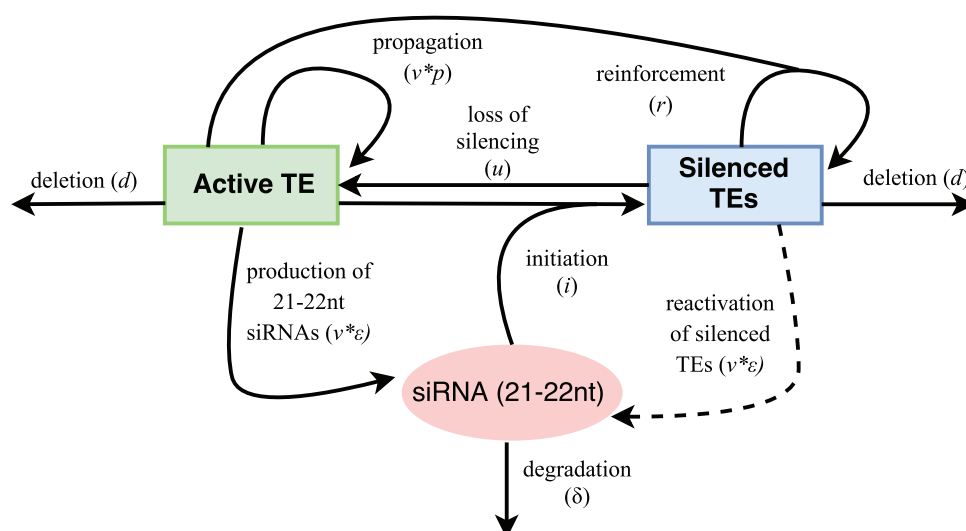 propagation
(v*p)
reinforcement
(r)
loss of
silencing
(u)
deletion (d)
Active TE
Silenced
TEs
deletion (d)
production of
21-22nt
siRNAs (v*ε)
initiation
(i)
reactivation
of silenced
TEs (v*ε)
siRNA (21-22nt)
degradation
(δ)